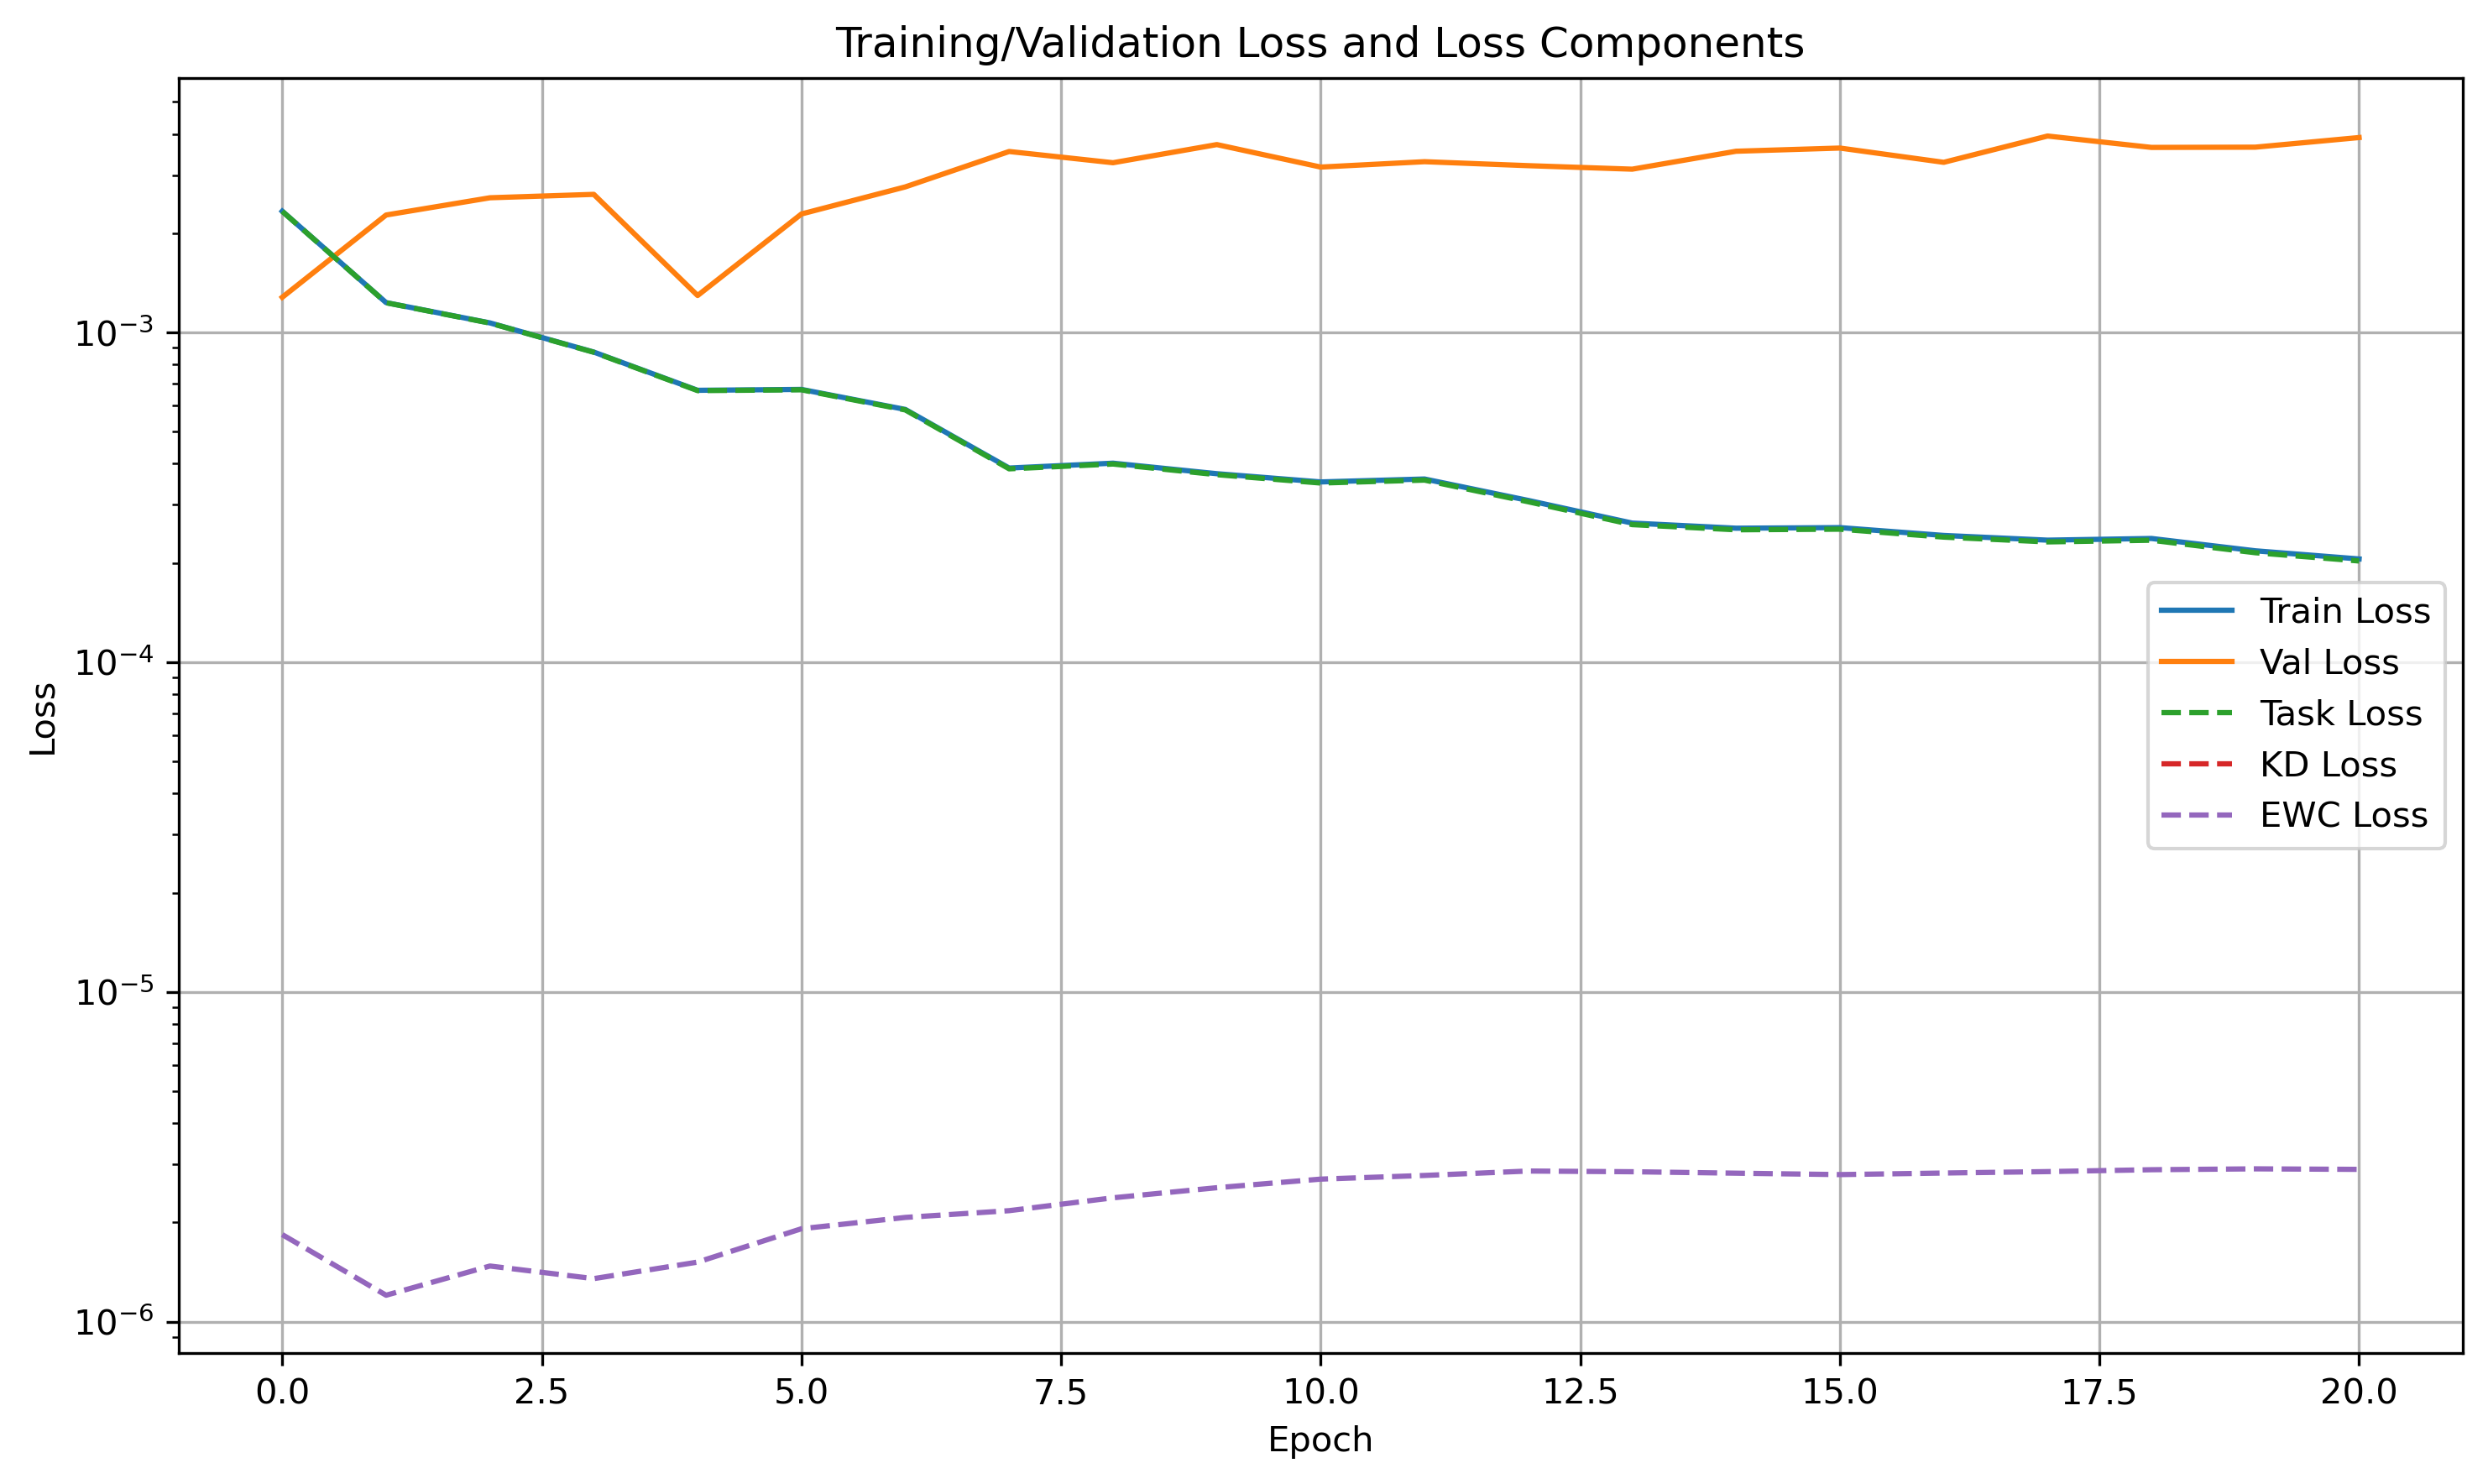 Training/Validation Loss and Loss Components
Loss
10⁻³
10⁻⁴
10⁻⁵
10⁻⁶
Train Loss
Val Loss
Task Loss
KD Loss
EWC Loss
0.0 2.5 5.0 7.5 10.0 12.5 15.0 17.5 20.0
Epoch